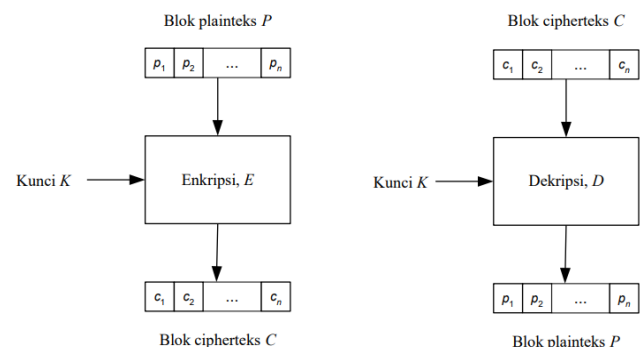 Blok plainteks P
p1 p2 ... pn
Kunci K
Enkripsi, E
c1 c2 ... cn
Blok cipherteks C
Blok cipherteks C
c1 c2 ... cn
Kunci K
Dekripsi, D
p1 p2 ... pn
Blok plainteks P